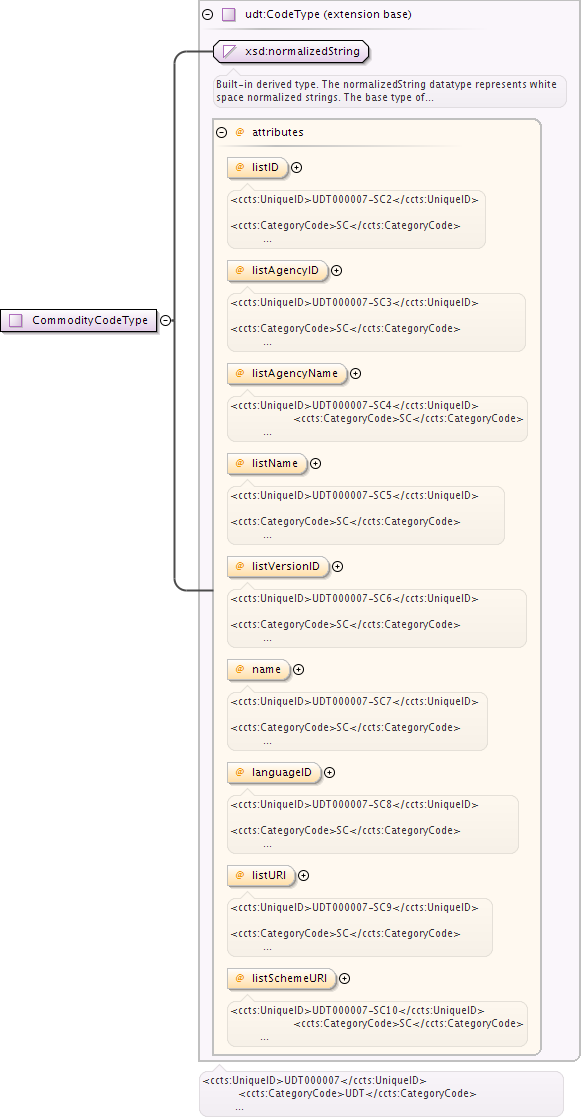 udt:CodeType (extension base)
xsd:normalizedString
Built-in derived type. The normalizedString datatype represents white
space normalized strings. The base type of...
@ attributes
@ listID
<ccts:UniqueID>UDT000007-SC2</ccts:UniqueID>
<ccts:CategoryCode>SC</ccts:CategoryCode>
...
@ listAgencyID
<ccts:UniqueID>UDT000007-SC3</ccts:UniqueID>
<ccts:CategoryCode>SC</ccts:CategoryCode>
...
CommodityCodeType
@ listAgencyName
<ccts:UniqueID>UDT000007-SC4</ccts:UniqueID>
<ccts:CategoryCode>SC</ccts:CategoryCode>
...
@ listName
<ccts:UniqueID>UDT000007-SC5</ccts:UniqueID>
<ccts:CategoryCode>SC</ccts:CategoryCode>
...
@ listVersionID
<ccts:UniqueID>UDT000007-SC6</ccts:UniqueID>
<ccts:CategoryCode>SC</ccts:CategoryCode>
...
@ name
<ccts:UniqueID>UDT000007-SC7</ccts:UniqueID>
<ccts:CategoryCode>SC</ccts:CategoryCode>
...
@ languageID
<ccts:UniqueID>UDT000007-SC8</ccts:UniqueID>
<ccts:CategoryCode>SC</ccts:CategoryCode>
...
@ listURI
<ccts:UniqueID>UDT000007-SC9</ccts:UniqueID>
<ccts:CategoryCode>SC</ccts:CategoryCode>
...
@ listSchemeURI
<ccts:UniqueID>UDT000007-SC10</ccts:UniqueID>
<ccts:CategoryCode>SC</ccts:CategoryCode>
...
<ccts:UniqueID>UDT000007</ccts:UniqueID>
<ccts:CategoryCode>UDT</ccts:CategoryCode>
...